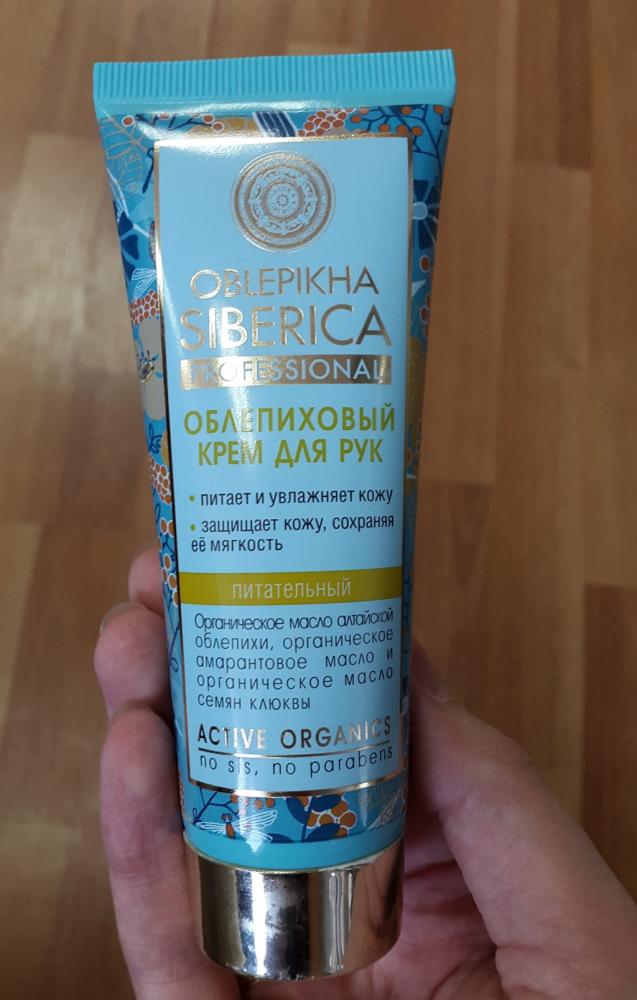 OBLEPIKHA
SIBERICA
PROFESSIONAL
ОБЛЕПИХОВЫЙ
КРЕМ ДЛЯ РУК
• питает и увлажняет кожу
• защищает кожу, сохраняя
её мягкость
питательный
Органическое масло алтайской
облепихи, органическое
амарантовое масло и
органическое масло
семян клюквы
ACTIVE ORGANICS
no sls, no parabens